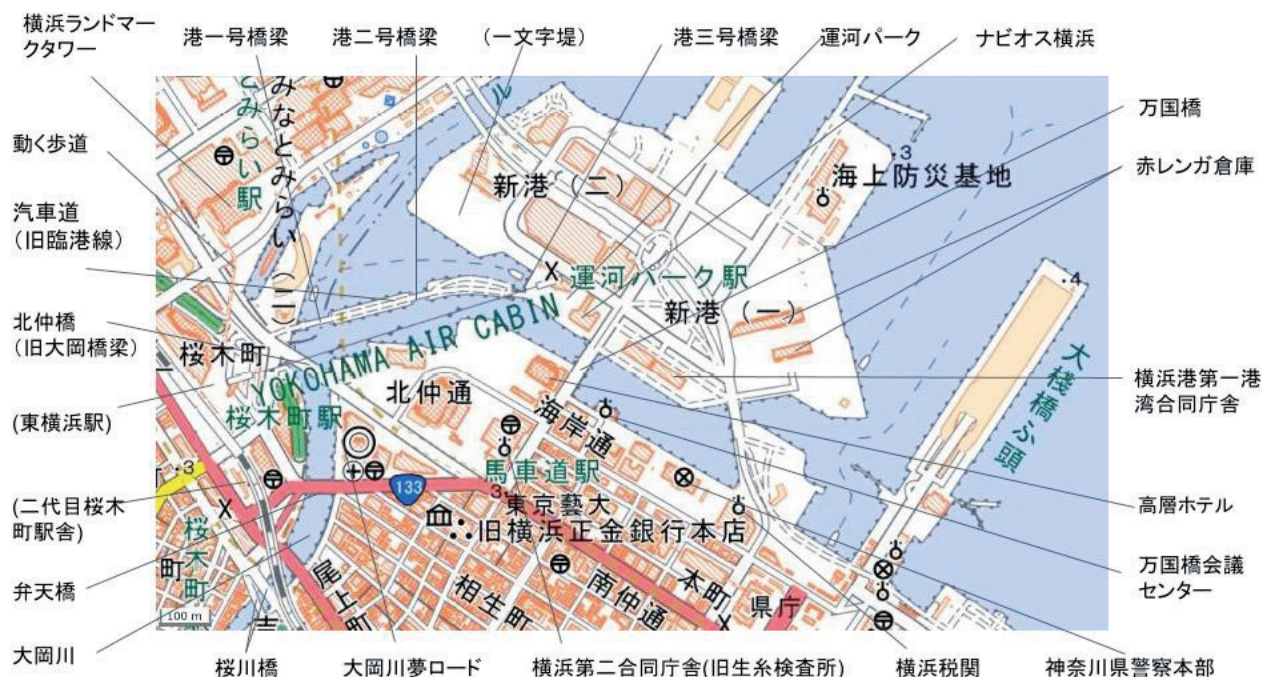 横浜ランドマ
ークタワー
港一号橋梁
港二号橋梁
(一文字堤)
港三号橋梁
運河パーク
ナビオス横浜
万国橋
赤レンガ倉庫
動く歩道
汽車道
(旧臨港線)
北仲橋
(旧大岡橋梁)
(東横浜駅)
(二代目桜木
町駅舎)
弁天橋
大岡川
桜川橋
大岡川夢ロード
横浜第二合同庁舎(旧生糸検査所)
横浜税関
神奈川県警察本部
万国橋会議
センター
高層ホテル
横浜港第一港
湾合同庁舎
とみらい駅
みなとみらい(二)
ル
新港(二)
海上防災基地
運河パーク駅
新港(一)
YOKOHAMA AIR CABIN
桜木町
桜木町駅
北仲通
海岸通
大棧橋ふ頭
馬車道駅
133
東京藝大
旧横浜正金銀行本店
桜木町
町
尾上町
相生町
南仲通
本町
県庁
吉
100 m
·3
·4
·3
3